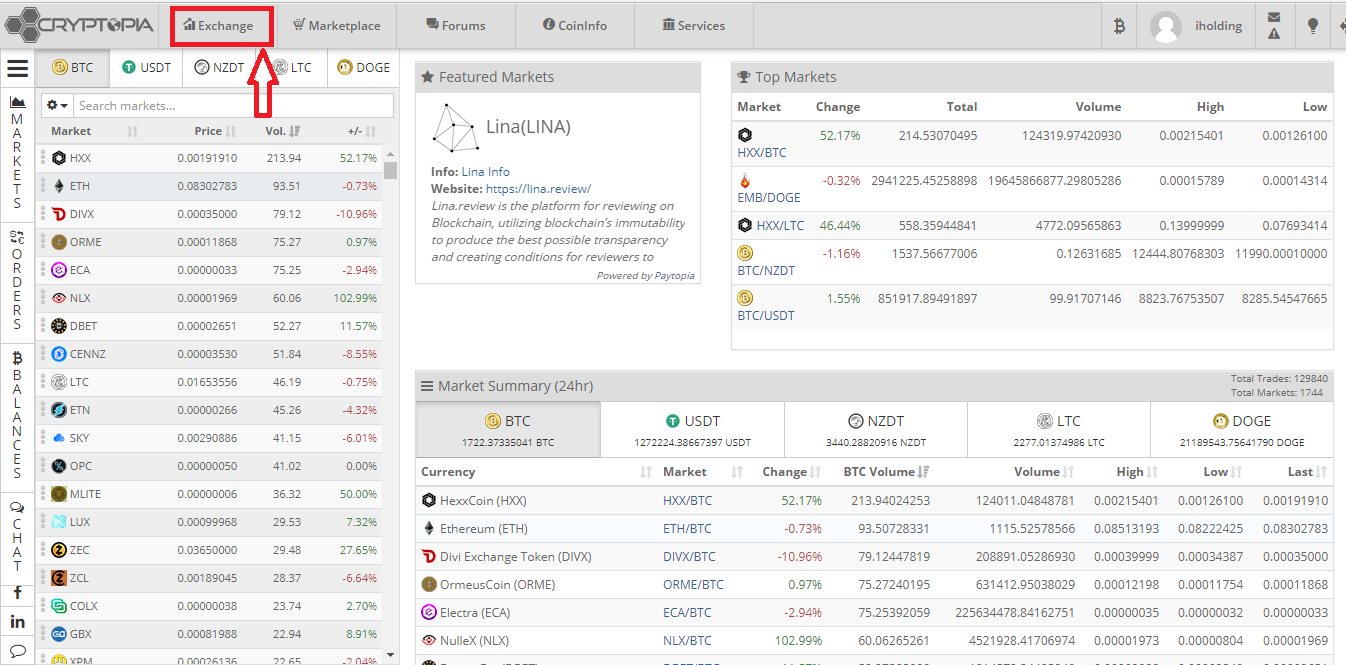 CRYPTOPIA Exchange Marketplace Forums CoinInfo Services iholding
BTC USDT NZDT LTC DOGE
Search markets...
Market Price Vol. +/-
HXX 0.00191910 213.94 52.17%
ETH 0.08302783 93.51 -0.73%
DIVX 0.00035000 79.12 -10.96%
ORME 0.00011868 75.27 0.97%
ECA 0.00000033 75.25 -2.94%
NLX 0.00001969 60.06 102.99%
DBET 0.00002651 52.27 11.57%
CENNZ 0.00003530 51.84 -8.55%
LTC 0.01653556 46.19 -0.75%
ETN 0.00000266 45.26 -4.32%
SKY 0.00290886 41.15 -6.01%
OPC 0.00000050 41.02 0.00%
MLITE 0.00000006 36.32 50.00%
LUX 0.00099968 29.53 7.32%
ZEC 0.03650000 29.48 27.65%
ZCL 0.00189045 28.37 -6.64%
COLX 0.00000038 23.74 2.70%
GBX 0.00081988 22.94 8.91%
XPM 0.00026136 22.65 -2.04%
MARKETS
ORDERS
BALANCES
CHAT
Featured Markets
Lina(LINA)
Info: Lina Info
Website: https://lina.review/
Lina.review is the platform for reviewing on
Blockchain, utilizing blockchain's immutability
to produce the best possible transparency
and creating conditions for reviewers to
Powered by Paytopia
Top Markets
Market Change Total Volume High Low
HXX/BTC 52.17% 214.53070495 124319.97420930 0.00215401 0.00126100
EMB/DOGE -0.32% 2941225.45258898 19645866877.29805286 0.00015789 0.00014314
HXX/LTC 46.44% 558.35944841 4772.09565863 0.13999999 0.07693414
BTC/NZDT -1.16% 1537.56677006 0.12631685 12444.80768303 11990.00010000
BTC/USDT 1.55% 851917.89491897 99.91707146 8823.76753507 8285.54547665
Market Summary (24hr)
Total Trades: 129840
Total Markets: 1744
BTC USDT NZDT LTC DOGE
1722.37335041 BTC 1272224.38667397 USDT 3440.28820916 NZDT 2277.01374986 LTC 21189543.75641790 DOGE
Currency Market Change BTC Volume Volume High Low Last
HexxCoin (HXX) HXX/BTC 52.17% 213.94024253 124011.04848781 0.00215401 0.00126100 0.00191910
Ethereum (ETH) ETH/BTC -0.73% 93.50728331 1115.52578566 0.08513193 0.08222425 0.08302783
Divi Exchange Token (DIVX) DIVX/BTC -10.96% 79.12447819 208891.05286930 0.00039999 0.00034387 0.00035000
OrmeusCoin (ORME) ORME/BTC 0.97% 75.27240195 631412.95038029 0.00012198 0.00011754 0.00011868
Electra (ECA) ECA/BTC -2.94% 75.25392059 225634478.84162751 0.00000035 0.00000032 0.00000033
NulleX (NLX) NLX/BTC 102.99% 60.06265261 4521928.41706974 0.00001973 0.00000804 0.00001969